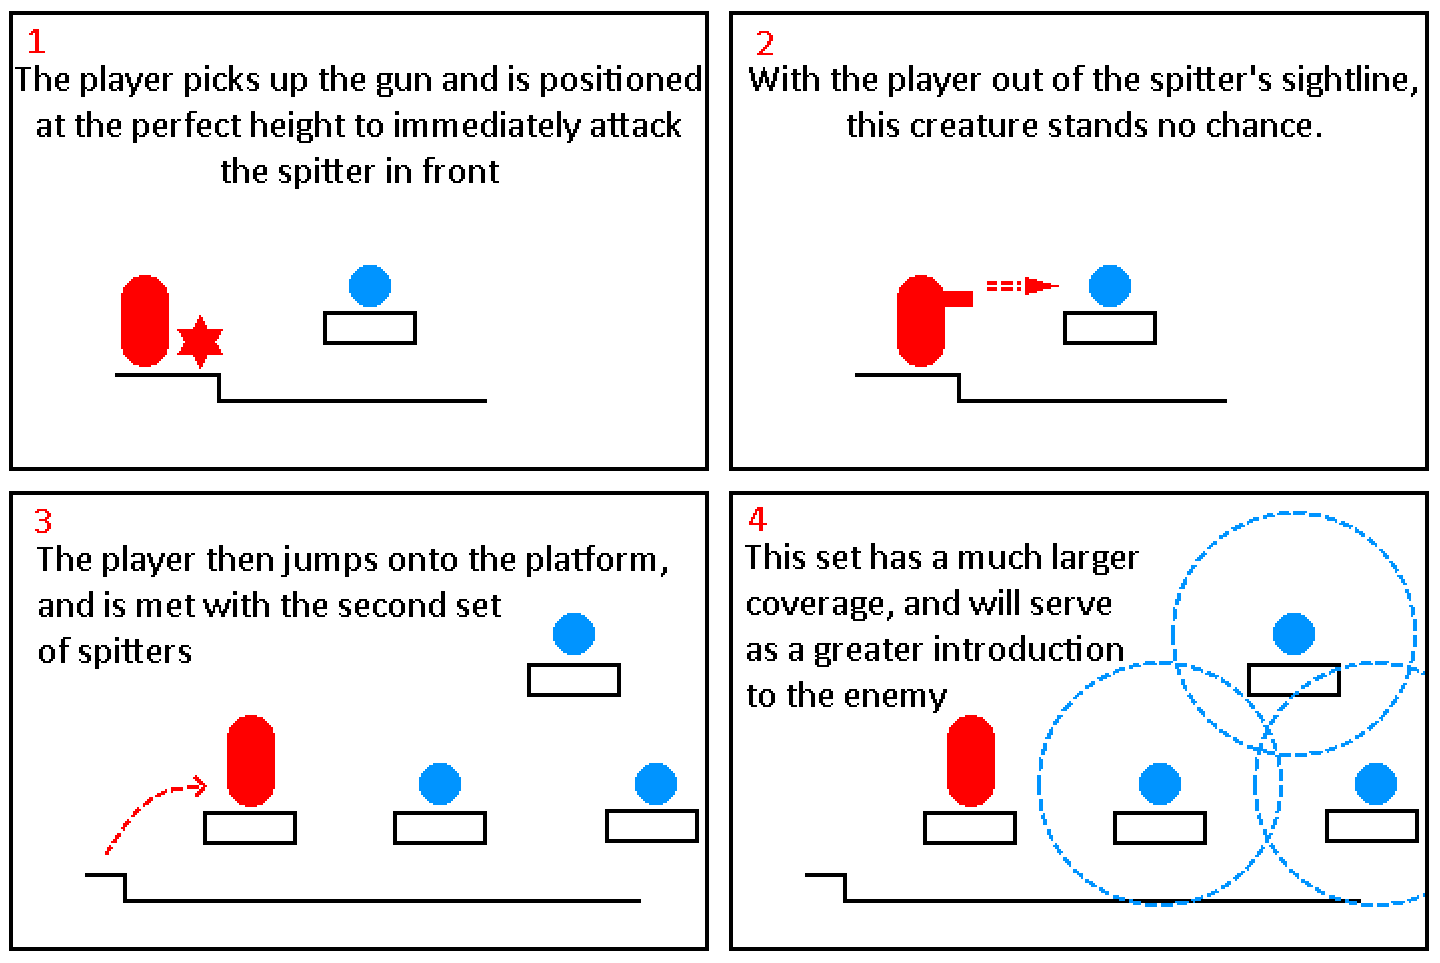 1
The player picks up the gun and is positioned
at the perfect height to immediately attack
the spitter in front
2
With the player out of the spitter's sightline,
this creature stands no chance.
3
The player then jumps onto the platform,
and is met with the second set
of spitters
4
This set has a much larger
coverage, and will serve
as a greater introduction
to the enemy